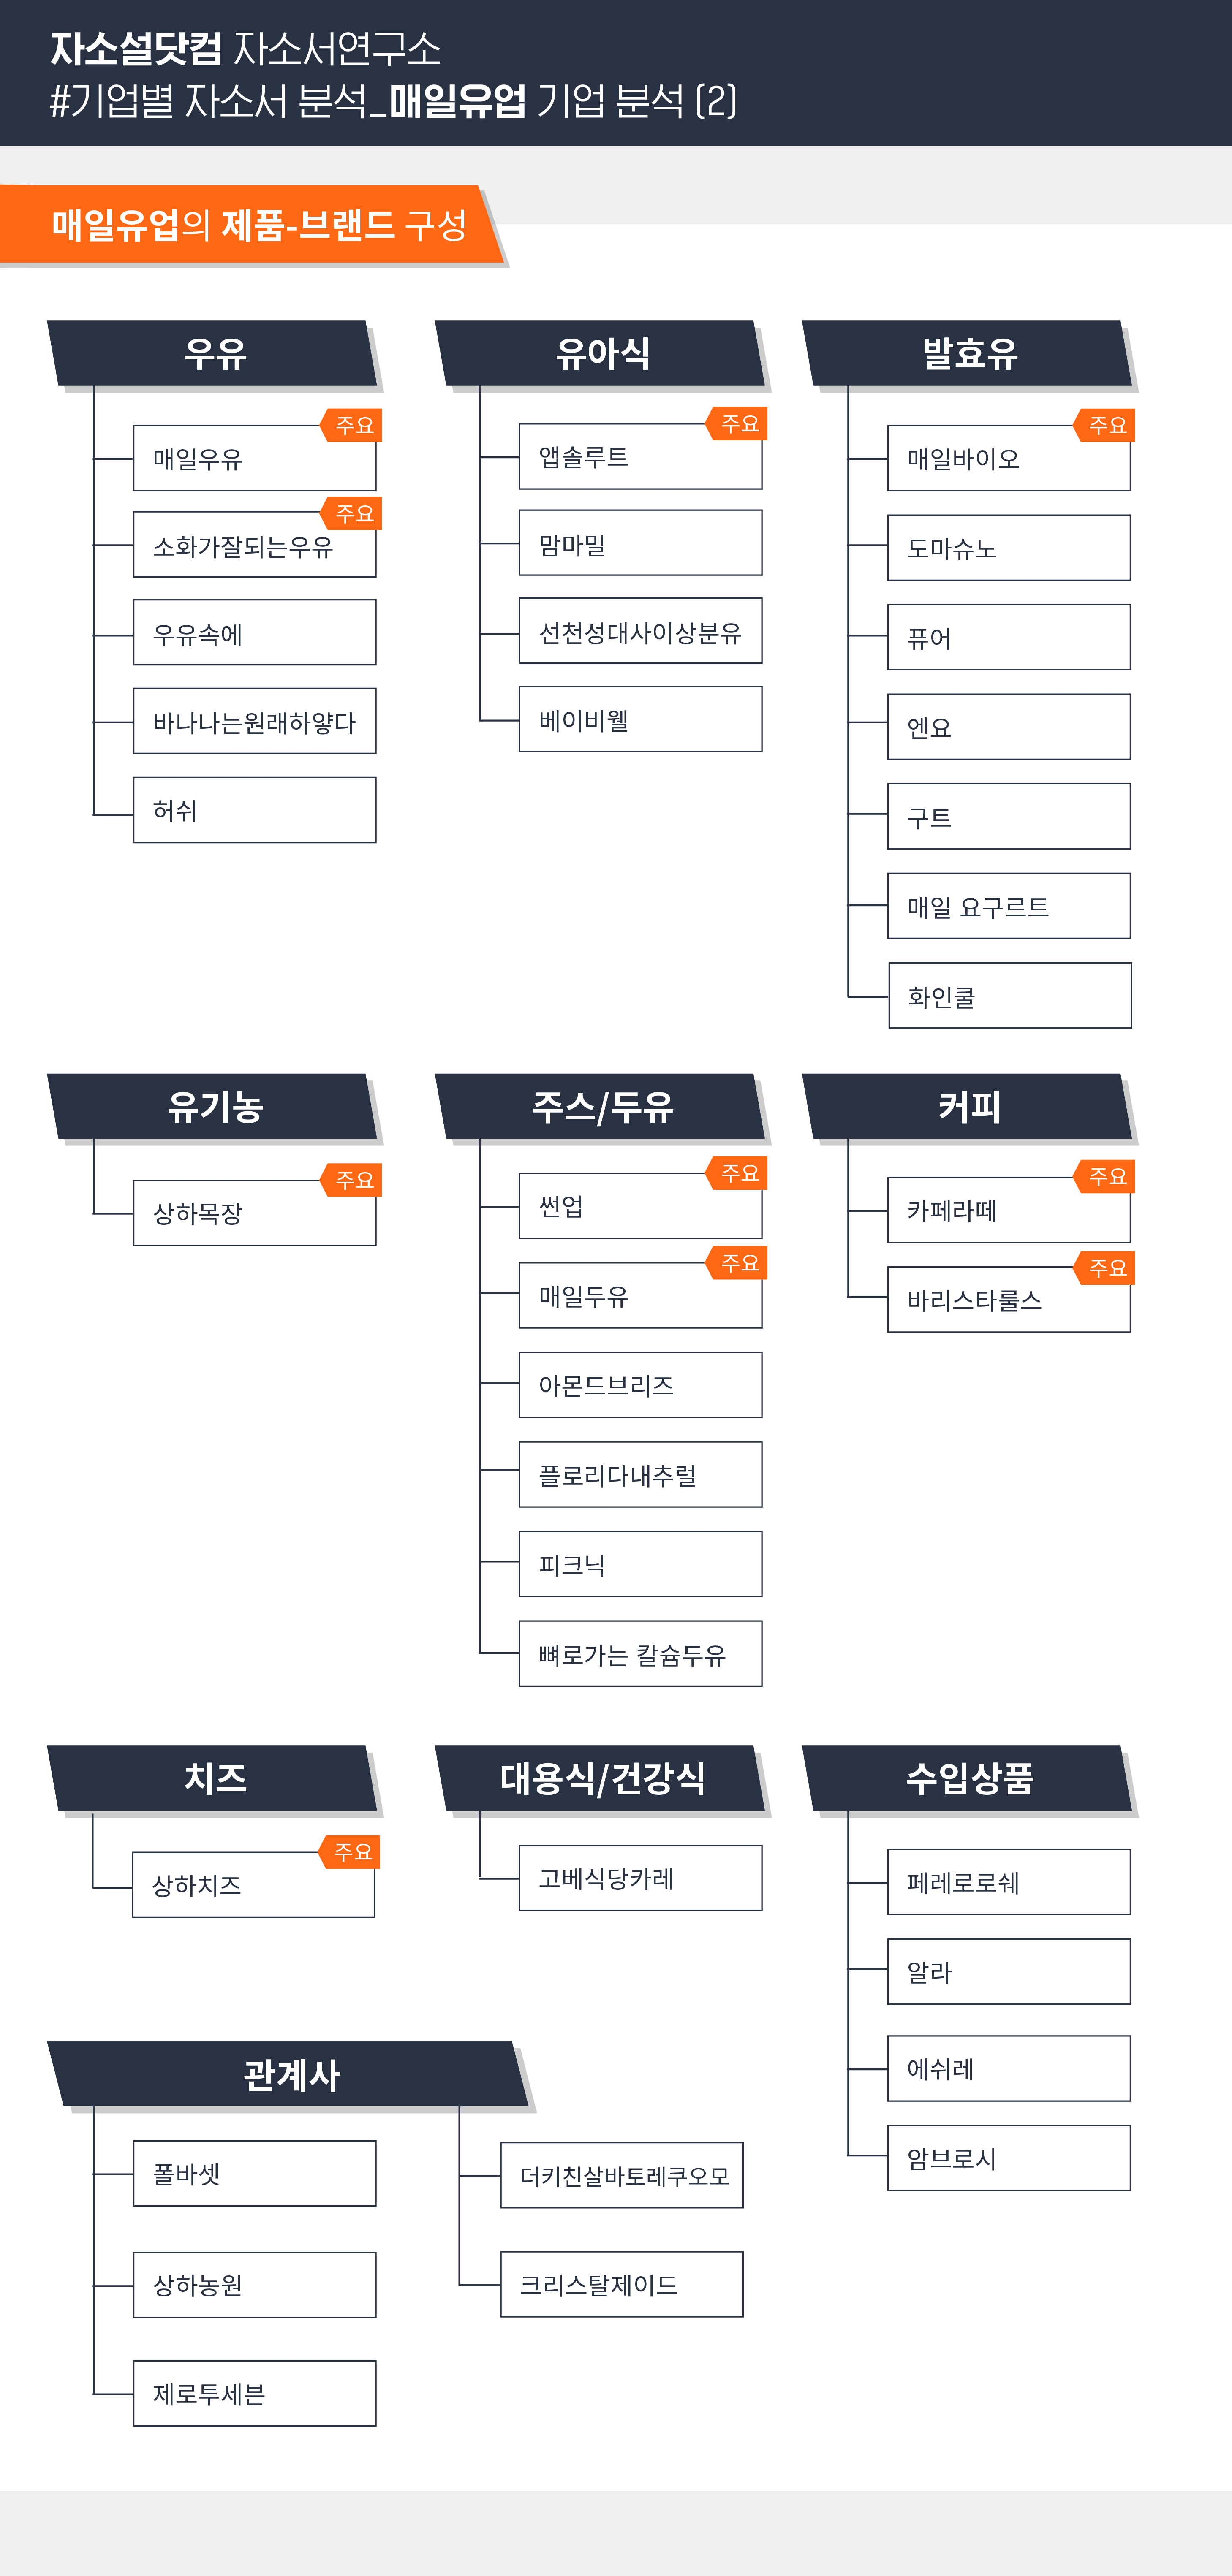 자소설닷컴 자소서연구소
#기업별 자소서 분석_매일유업 기업 분석 (2)
매일유업의 제품-브랜드 구성
우유
주요
매일우유
주요
소화가잘되는우유
우유속에
바나나는원래하얗다
허쉬
유아식
주요
앱솔루트
맘마밀
선천성대사이상분유
베이비웰
발효유
주요
매일바이오
도마슈노
퓨어
엔요
구트
매일 요구르트
화인쿨
유기농
주요
상하목장
주스/두유
주요
썬업
주요
매일두유
아몬드브리즈
플로리다내추럴
피크닉
뼈로가는 칼슘두유
커피
주요
카페라떼
주요
바리스타룰스
치즈
주요
상하치즈
대용식/건강식
고베식당카레
수입상품
페레로로쉐
알라
에쉬레
암브로시
관계사
폴바셋
상하농원
제로투세븐
더키친살바토레쿠오모
크리스탈제이드